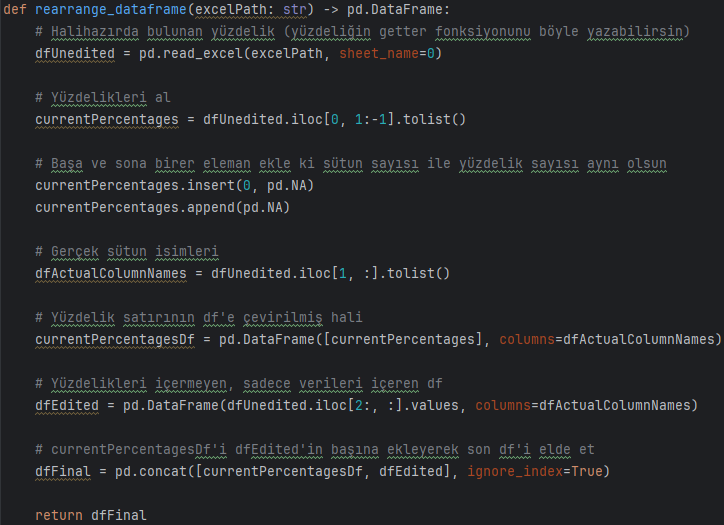 def rearrange_dataframe(excelPath: str) -> pd.DataFrame:
# Halihazırda bulunan yüzdelik (yüzdeliğin getter fonksiyonunu böyle yazabilirsin)
dfUnedited = pd.read_excel(excelPath, sheet_name=0)
# Yüzdelikleri al
currentPercentages = dfUnedited.iloc[0, 1:-1].tolist()
# Başa ve sona birer eleman ekle ki sütun sayısı ile yüzdelik sayısı aynı olsun
currentPercentages.insert(0, pd.NA)
currentPercentages.append(pd.NA)
# Gerçek sütun isimleri
dfActualColumnNames = dfUnedited.iloc[1, :].tolist()
# Yüzdelik satırının df'e çevirilmiş hali
currentPercentagesDf = pd.DataFrame([currentPercentages], columns=dfActualColumnNames)
# Yüzdelikleri içermeyen, sadece verileri içeren df
dfEdited = pd.DataFrame(dfUnedited.iloc[2:, :].values, columns=dfActualColumnNames)
# currentPercentagesDf'i dfEdited'in başına ekleyerek son df'i elde et
dfFinal = pd.concat([currentPercentagesDf, dfEdited], ignore_index=True)
return dfFinal